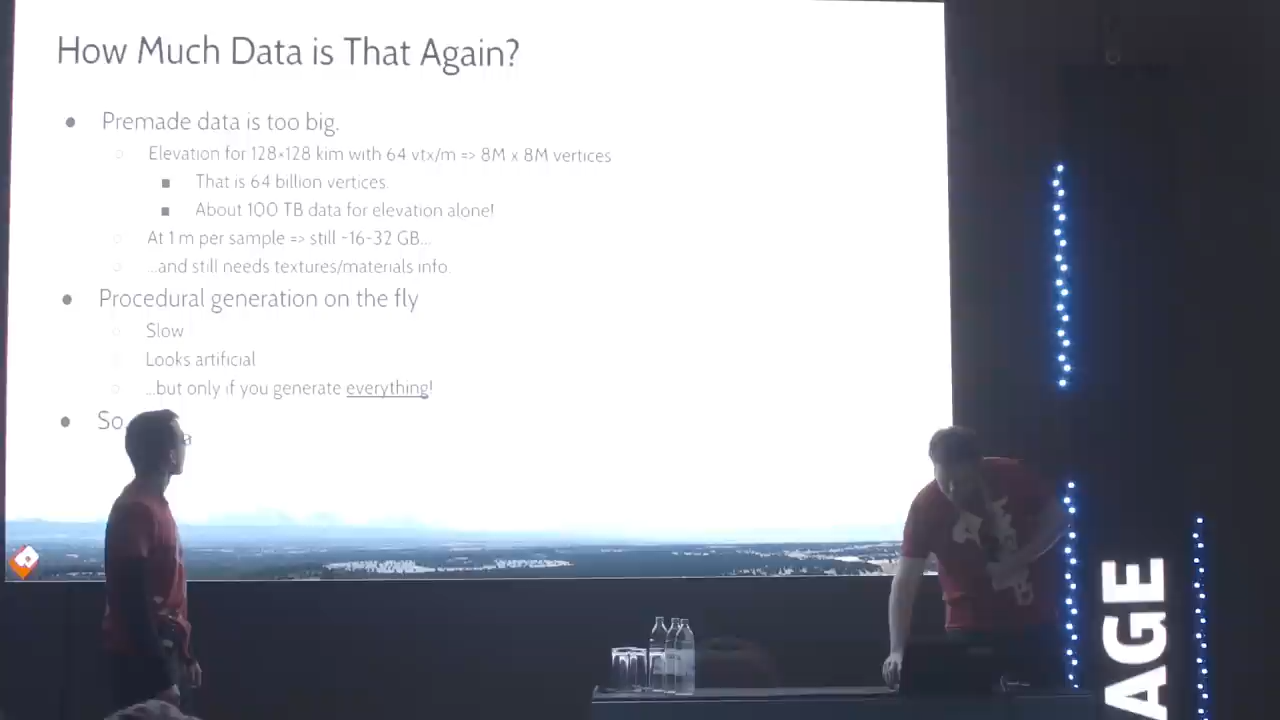 How Much Data is That Again?
Premade data is too big.
Elevation for 128×128 kim with 64 vtx/m => 8M x 8M vertices
That is 64 billion vertices.
About 100 TB data for elevation alone!
At 1 m per sample => still ~16-32 GB...
...and still needs textures/materials info.
Procedural generation on the fly
Slow
Looks artificial
...but only if you generate everything!
So
AGE